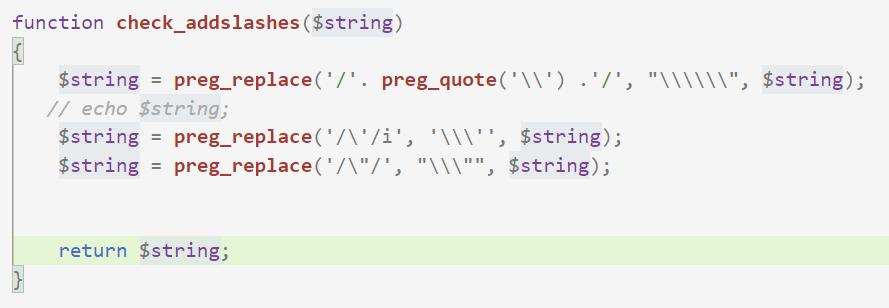 function check_addslashes($string)
{
$string = preg_replace('/'. preg_quote('\\') .'/', "\\\\\\", $string);
// echo $string;
$string = preg_replace('/\'/i', '\\\'', $string);
$string = preg_replace('/\"/', "\\\"", $string);
return $string;
}